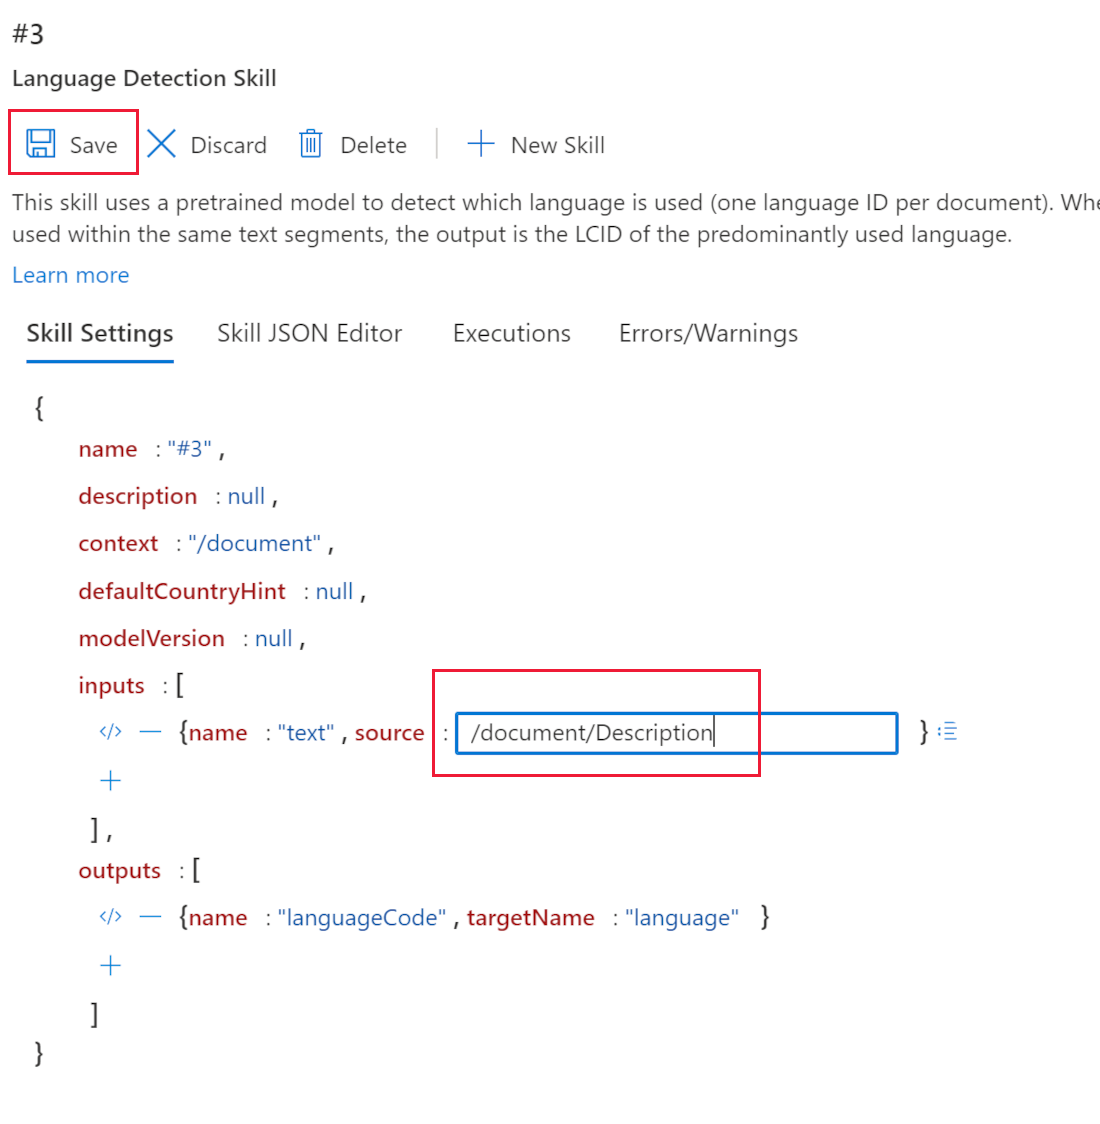 #3
Language Detection Skill
Save Discard Delete New Skill
This skill uses a pretrained model to detect which language is used (one language ID per document).
used within the same text segments, the output is the LCID of the predominantly used language.
Learn more
Skill Settings Skill JSON Editor Executions Errors/Warnings
{
name : "#3" ,
description : null ,
context : "/document" ,
defaultCountryHint : null ,
modelVersion : null ,
inputs : [
</> — {name : "text" , source : /document/Description }
+
] ,
outputs : [
</> — {name : "languageCode" , targetName : "language" }
+
]
}